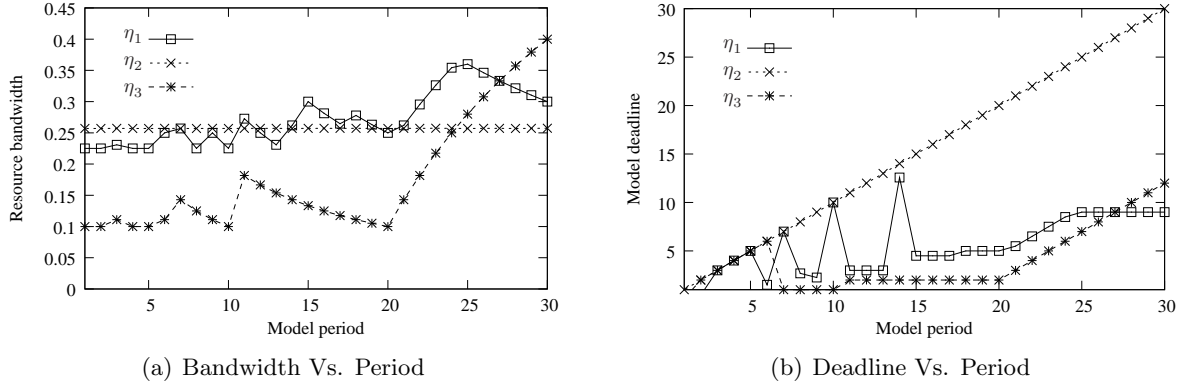 0.45
0.4
0.35
0.3
0.25
0.2
0.15
0.1
0.05
0
Resource bandwidth
η1
η2
η3
5 10 15 20 25 30
Model period
(a) Bandwidth Vs. Period
30
25
20
15
10
5
Model deadline
η1
η2
η3
5 10 15 20 25 30
Model period
(b) Deadline Vs. Period